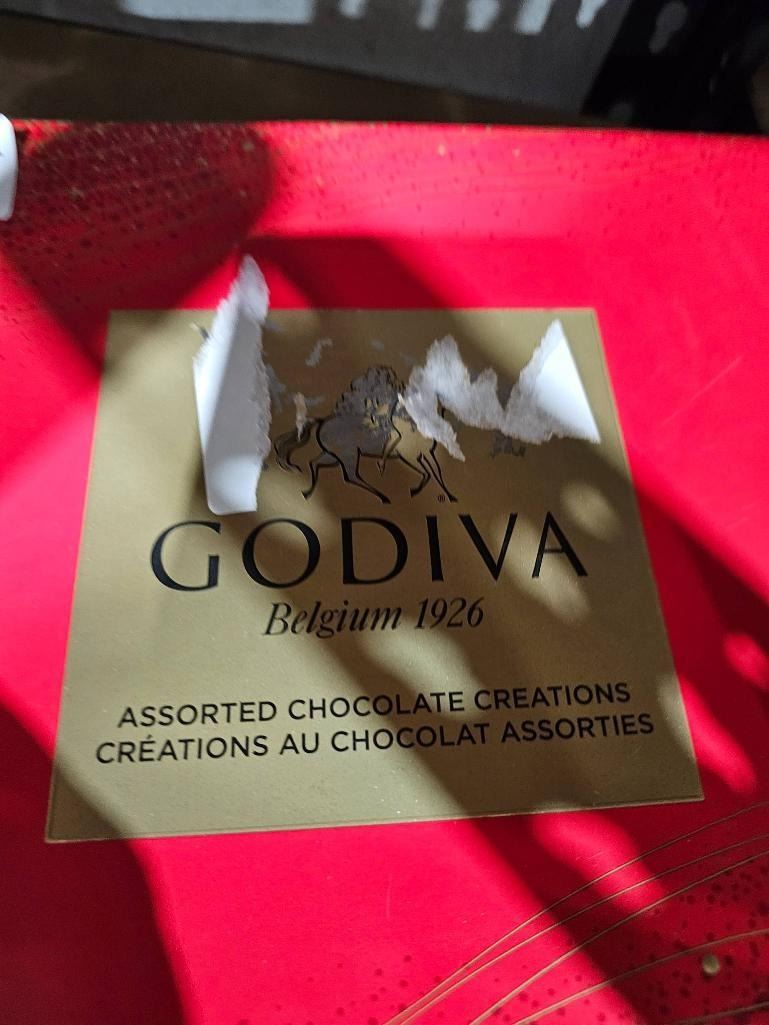 ®
GODIVA
Belgium 1926
ASSORTED CHOCOLATE CREATIONS
CRÉATIONS AU CHOCOLAT ASSORTIES